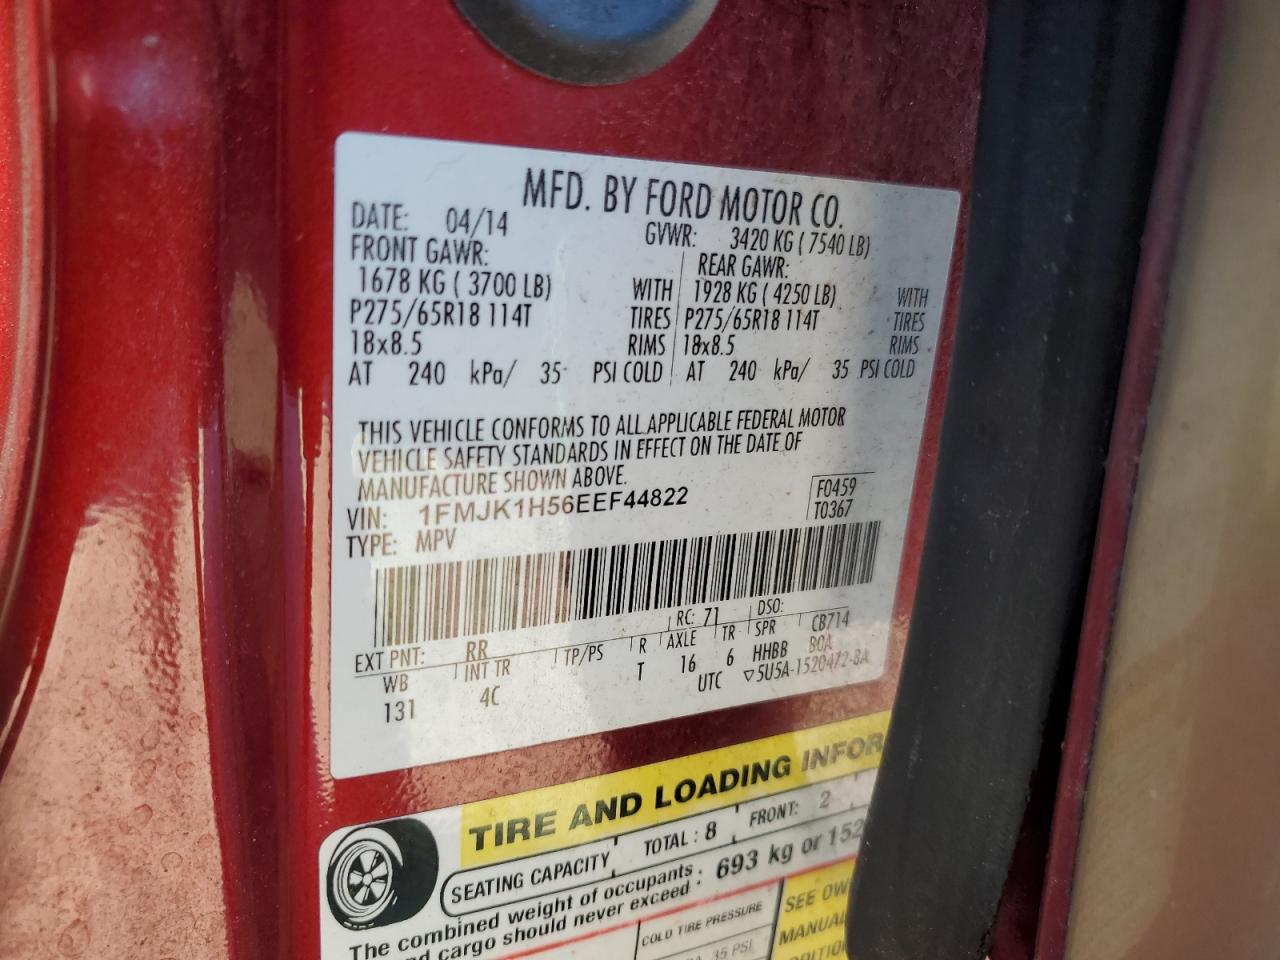 MFD. BY FORD MOTOR CO.
DATE: 04/14 GVWR: 3420 KG ( 7540 LB)
FRONT GAWR: REAR GAWR:
1678 KG ( 3700 LB) WITH 1928 KG ( 4250 LB) WITH
P275/65R18 114T TIRES P275/65R18 114T TIRES
18x8.5 RIMS 18x8.5 RIMS
AT 240 kPa/ 35 PSI COLD AT 240 kPa/ 35 PSI COLD
THIS VEHICLE CONFORMS TO ALL APPLICABLE FEDERAL MOTOR
VEHICLE SAFETY STANDARDS IN EFFECT ON THE DATE OF
MANUFACTURE SHOWN ABOVE.
VIN: 1FMJK1H56EEF44822 F0459
TYPE: MPV T0367
EXT PNT: RR RC: 71 DSO:
WB INT TR TP/PS R AXLE TR SPR CB714
131 4C T 16 6 HHBB BOA
UTC ▽5U5A-1520472-BA
TIRE AND LOADING INFOR
SEATING CAPACITY TOTAL : 8 FRONT: 2
The combined weight of occupants : 693 kg or 152
nd cargo should never exceed
COLD TIRE PRESSURE SEE OW
35 PSI MANUAL
DITION